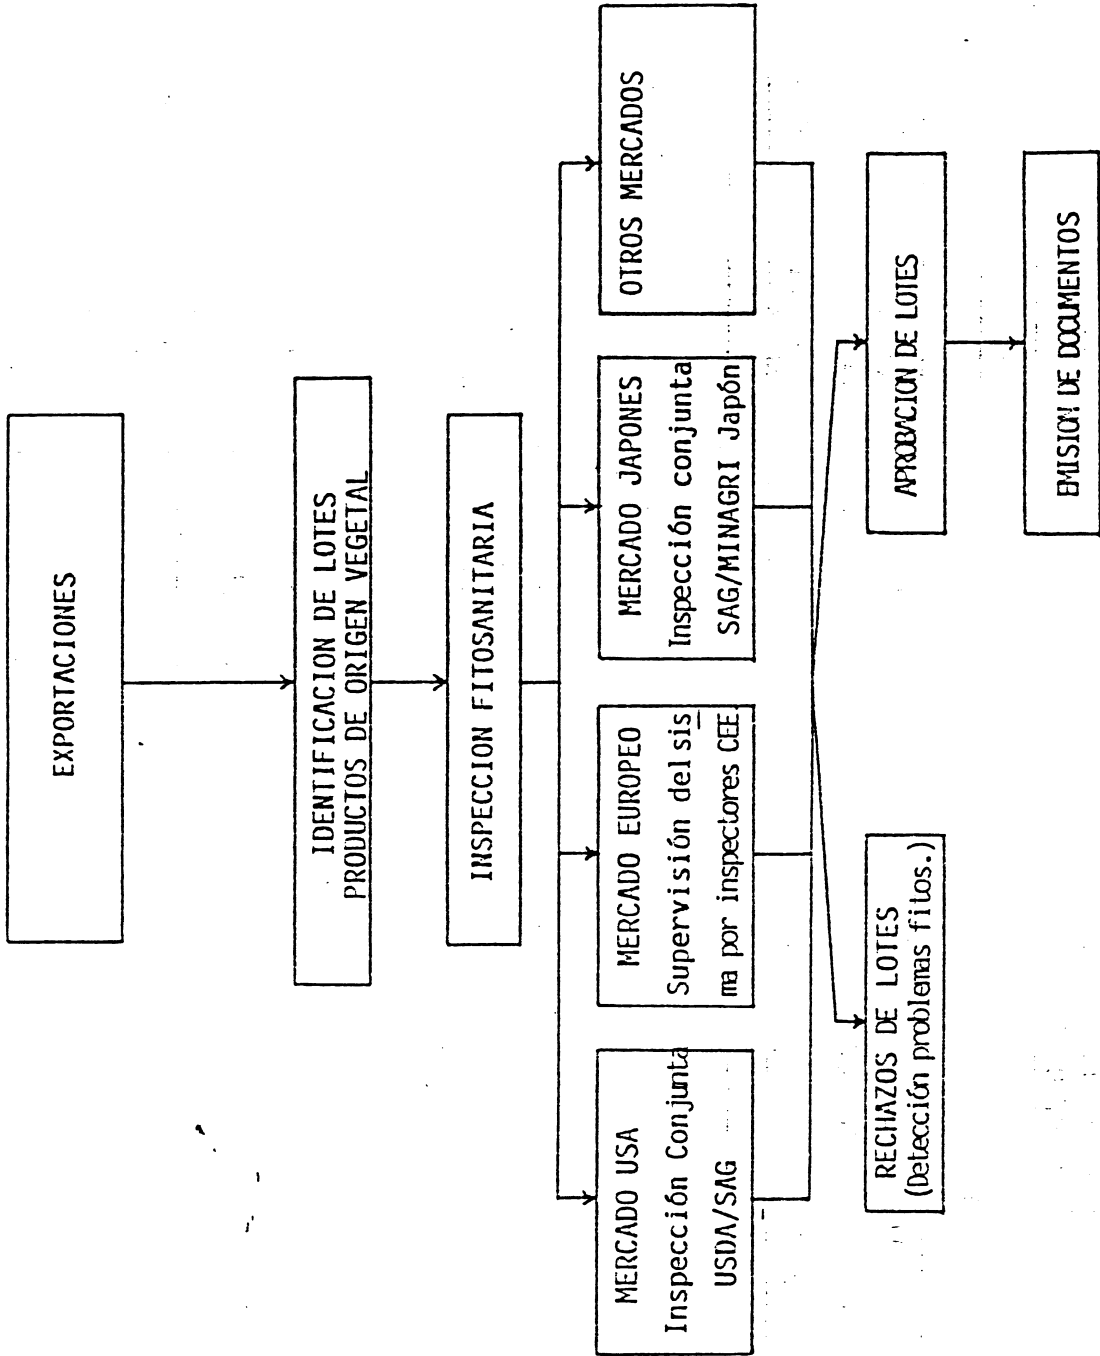 EXPORTACIONES
IDENTIFICACION DE LOTES
PRODUCTOS DE ORIGEN VEGETAL
INSPECCION FITOSANITARIA
MERCADO USA
Inspección Conjunta
USDA/SAG
MERCADO EUROPEO
Supervisión del sis_
ma por inspectores CEE.
MERCADO JAPONES
Inspección conjunta
SAG/MINAGRI Japón
OTROS MERCADOS
RECHAZOS DE LOTES
(Detección problemas fitos.)
APROBACION DE LOTES
EMISION DE DOCUMENTOS